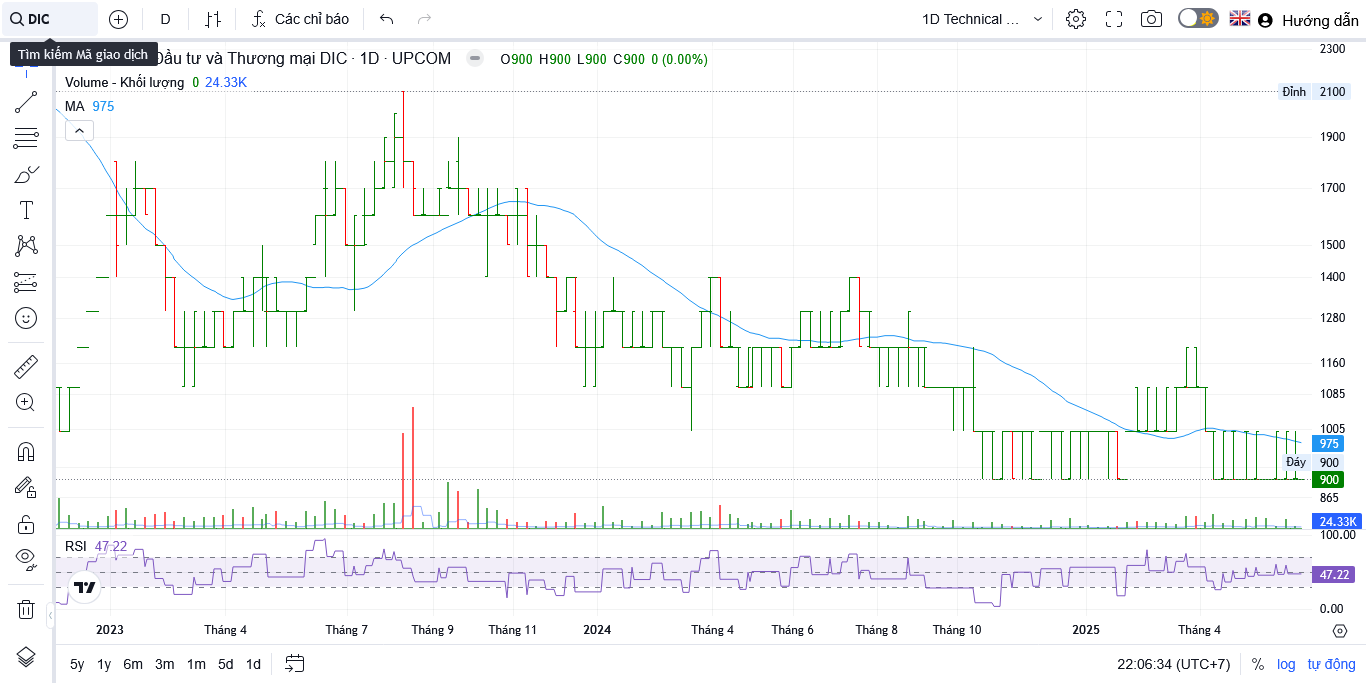 DIC
D
Các chỉ báo
1D Technical ...
Hướng dẫn
Tìm kiếm Mã giao dịch
Đầu tư và Thương mại DIC · 1D · UPCOM
O900 H900 L900 C900 0 (0.00%)
Volume - Khối lượng 0 24.33K
MA 975
2300
Đỉnh 2100
1900
1700
1500
1400
1280
1160
1085
1005
975
Đáy 900
900
865
24.33K
100.00
RSI 47.22
47.22
0.00
2023 Tháng 4 Tháng 7 Tháng 9 Tháng 11 2024 Tháng 4 Tháng 6 Tháng 8 Tháng 10 2025 Tháng 4
5y 1y 6m 3m 1m 5d 1d
22:06:34 (UTC+7) % log tự động